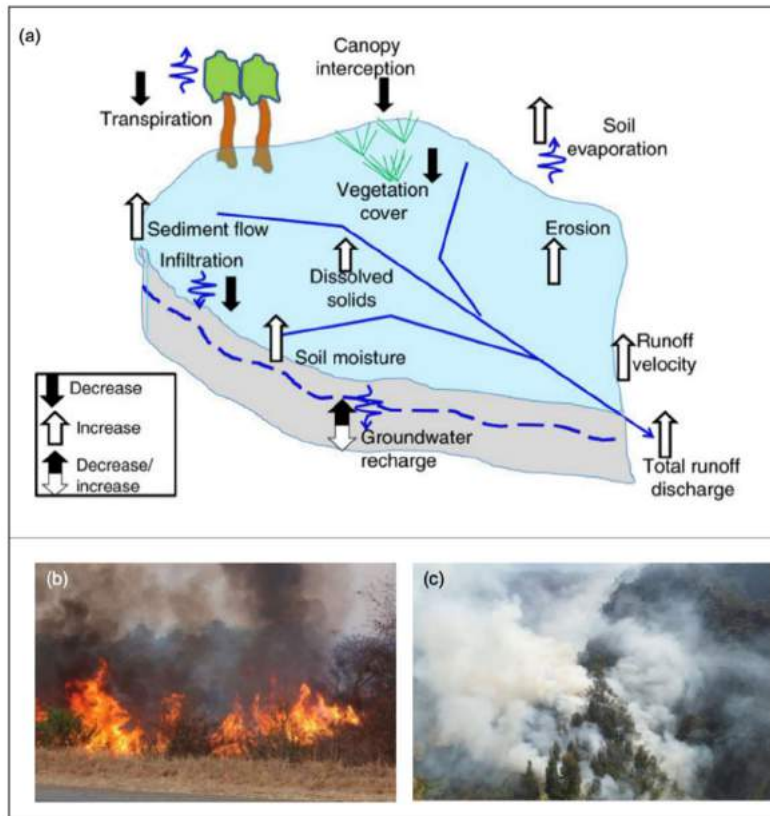 (a)
Canopy
interception
Transpiration
Soil
evaporation
Vegetation
cover
Sediment flow
Erosion
Infiltration
Dissolved
solids
Runoff
velocity
Soil moisture
Decrease
Increase
Decrease/
increase
Groundwater
recharge
Total runoff
discharge
(b)
(c)